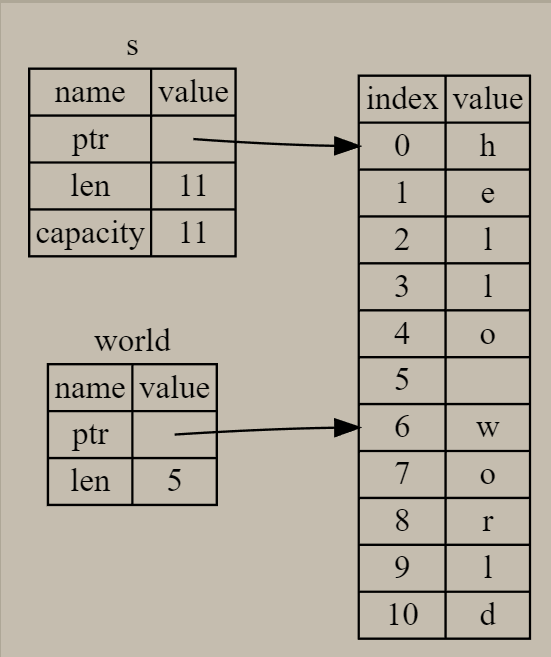 s
name value
ptr
len 11
capacity 11
world
name value
ptr
len 5
index value
0 h
1 e
2 l
3 l
4 o
5
6 w
7 o
8 r
9 l
10 d